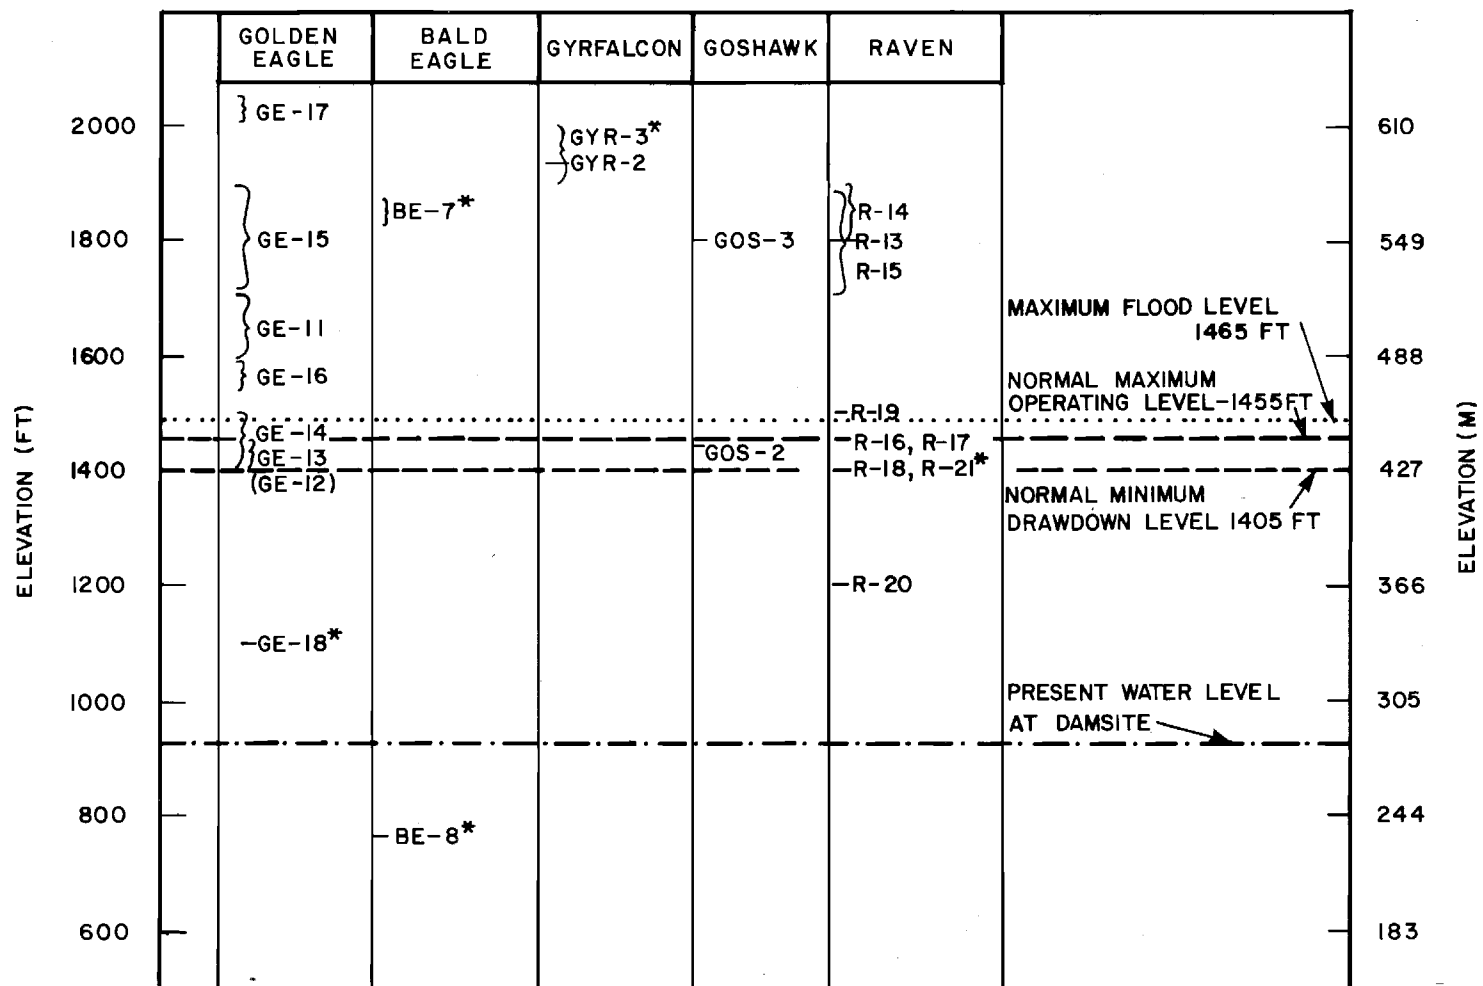 GOLDEN EAGLE
BALD EAGLE
GYRFALCON
GOSHAWK
RAVEN
ELEVATION (FT)
2000
1800
1600
1400
1200
1000
800
600
GE-17
GE-15
GE-11
GE-16
GE-14
GE-13
(GE-12)
GE-18*
BE-7*
BE-8*
GYR-3*
GYR-2
GOS-3
GOS-2
R-14
R-13
R-15
R-19
R-16, R-17
R-18, R-21*
R-20
MAXIMUM FLOOD LEVEL
1465 FT
NORMAL MAXIMUM
OPERATING LEVEL-1455 FT
NORMAL MINIMUM
DRAWDOWN LEVEL 1405 FT
PRESENT WATER LEVEL
AT DAMSITE
610
549
488
427
366
305
244
183
ELEVATION (M)